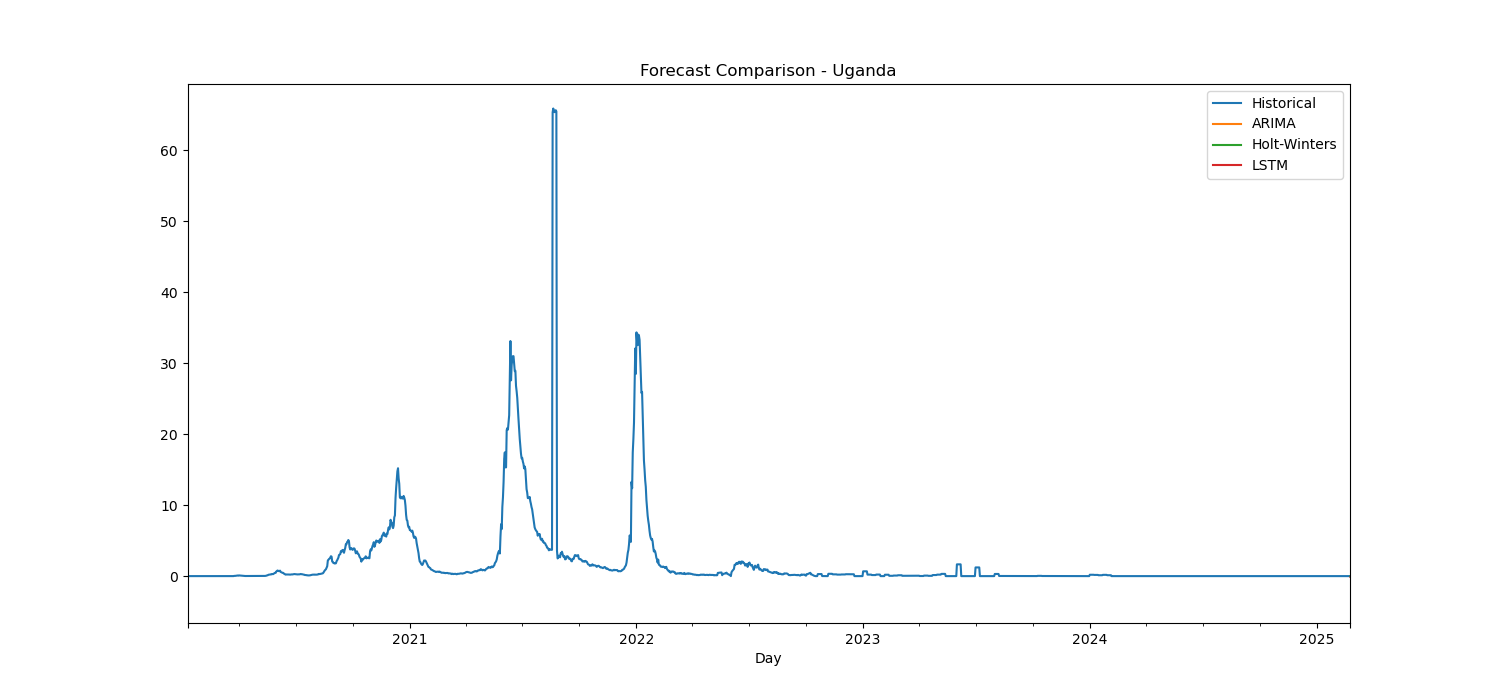 Forecast Comparison - Uganda
Historical
ARIMA
Holt-Winters
LSTM
60
50
40
30
20
10
0
2021 2022 2023 2024 2025
Day